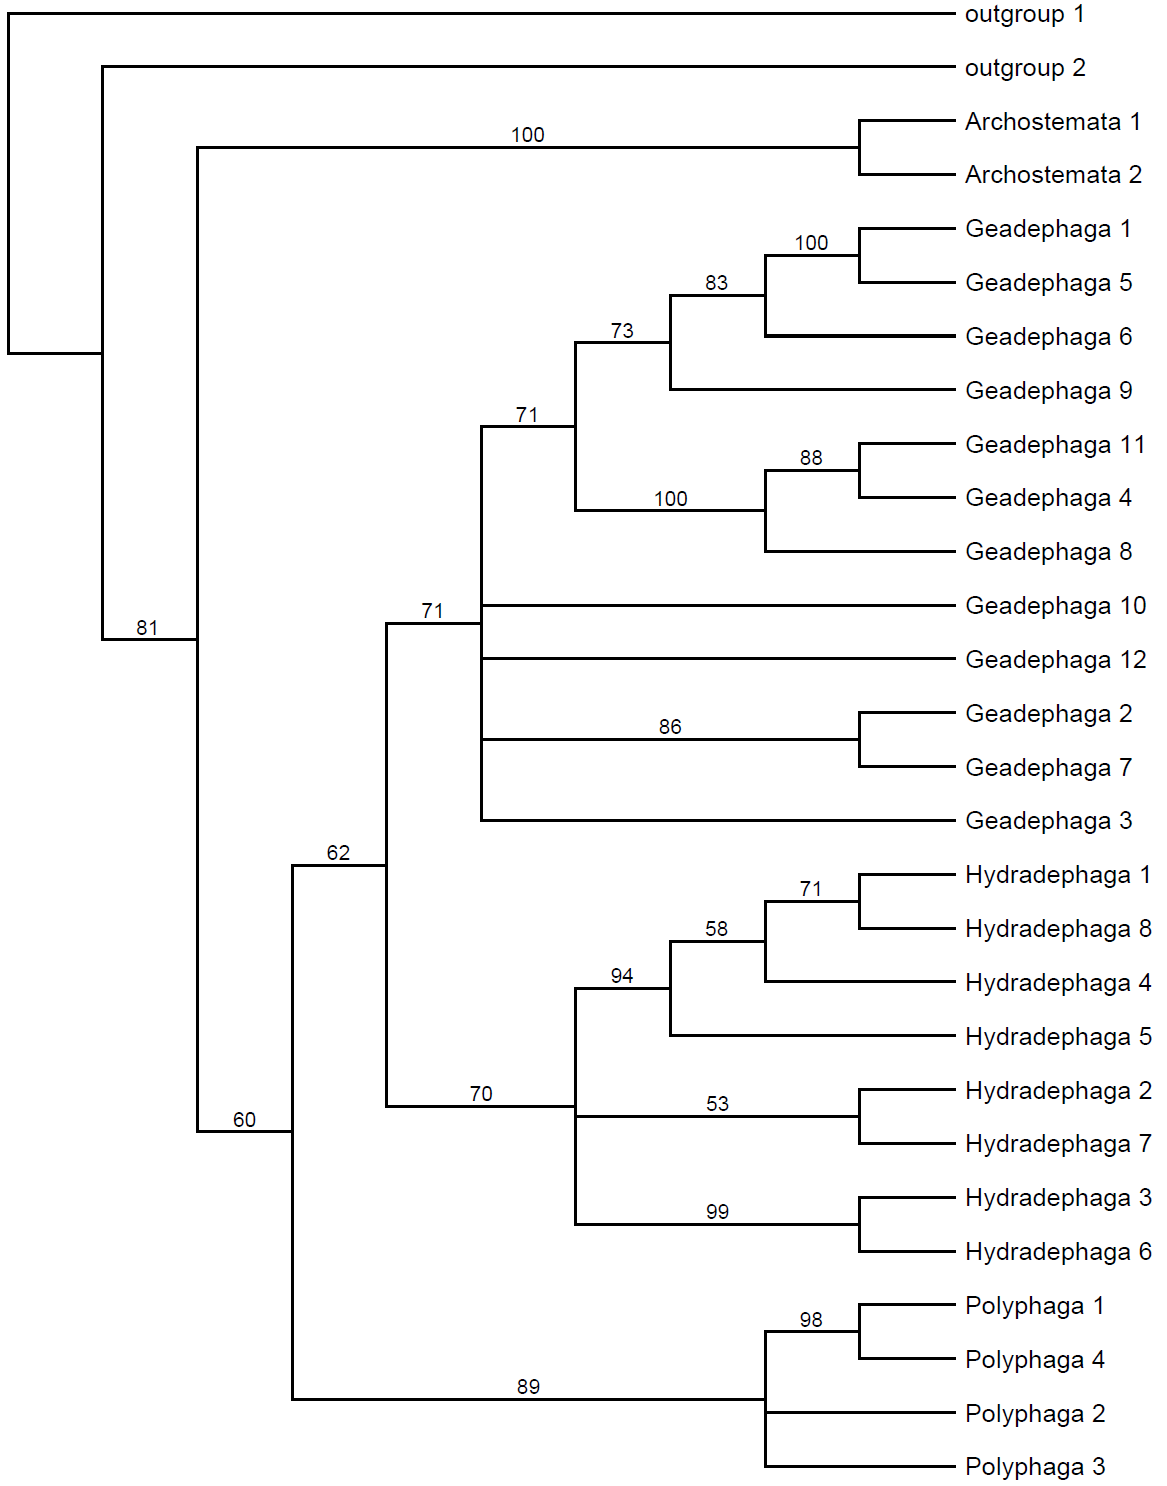 outgroup 1
outgroup 2
Archostemata 1
100
Archostemata 2
Geadephaga 1
100
Geadephaga 5
83
Geadephaga 6
73
Geadephaga 9
71
Geadephaga 11
88
Geadephaga 4
100
Geadephaga 8
Geadephaga 10
71
81
Geadephaga 12
Geadephaga 2
86
Geadephaga 7
Geadephaga 3
62
Hydradephaga 1
71
Hydradephaga 8
58
94
Hydradephaga 4
Hydradephaga 5
Hydradephaga 2
70
53
60
Hydradephaga 7
Hydradephaga 3
99
Hydradephaga 6
Polyphaga 1
98
Polyphaga 4
89
Polyphaga 2
Polyphaga 3